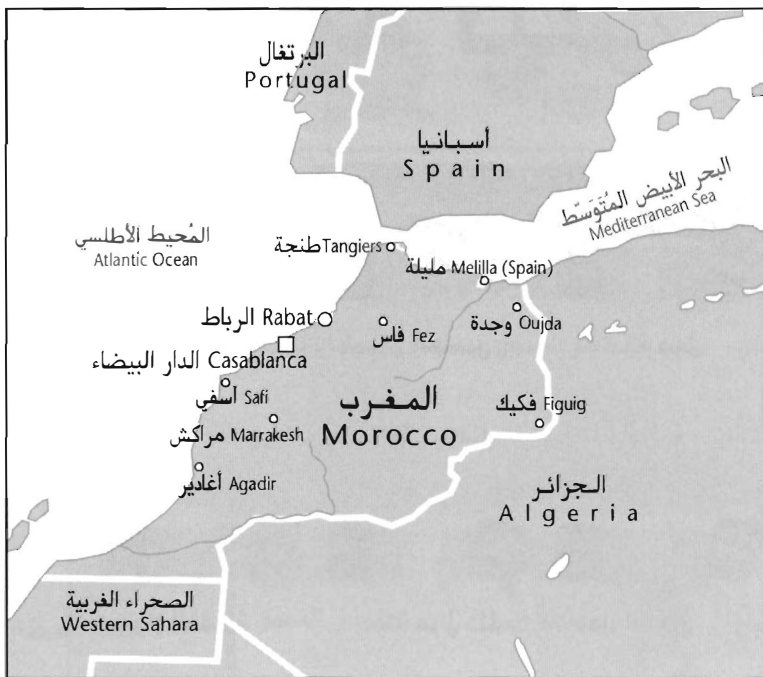 البرتغال
Portugal
أسبانيا
Spain
البحر الأبيض المُتَوَسّط
Mediterranean Sea
المُحيط الأطلسي
Atlantic Ocean
طنجة Tangiers
مليلة Melilla (Spain)
الرباط Rabat
فاس Fez
وجدة Oujda
الدار البيضاء Casablanca
أسفي Safi
المغرب
Morocco
فكيك Figuig
مراكش Marrakesh
أغادير Agadir
الجزائر
Algeria
الصحراء الغربية
Western Sahara